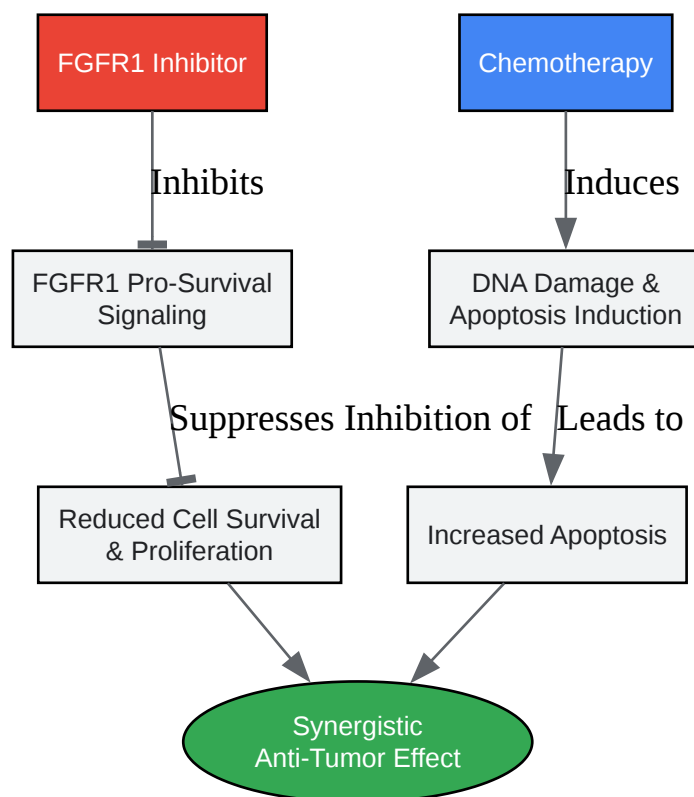 FGFR1 Inhibitor
Chemotherapy
Inhibits
Induces
FGFR1 Pro-Survival
Signaling
DNA Damage &
Apoptosis Induction
Suppresses Inhibition of
Leads to
Reduced Cell Survival
& Proliferation
Increased Apoptosis
Synergistic
Anti-Tumor Effect